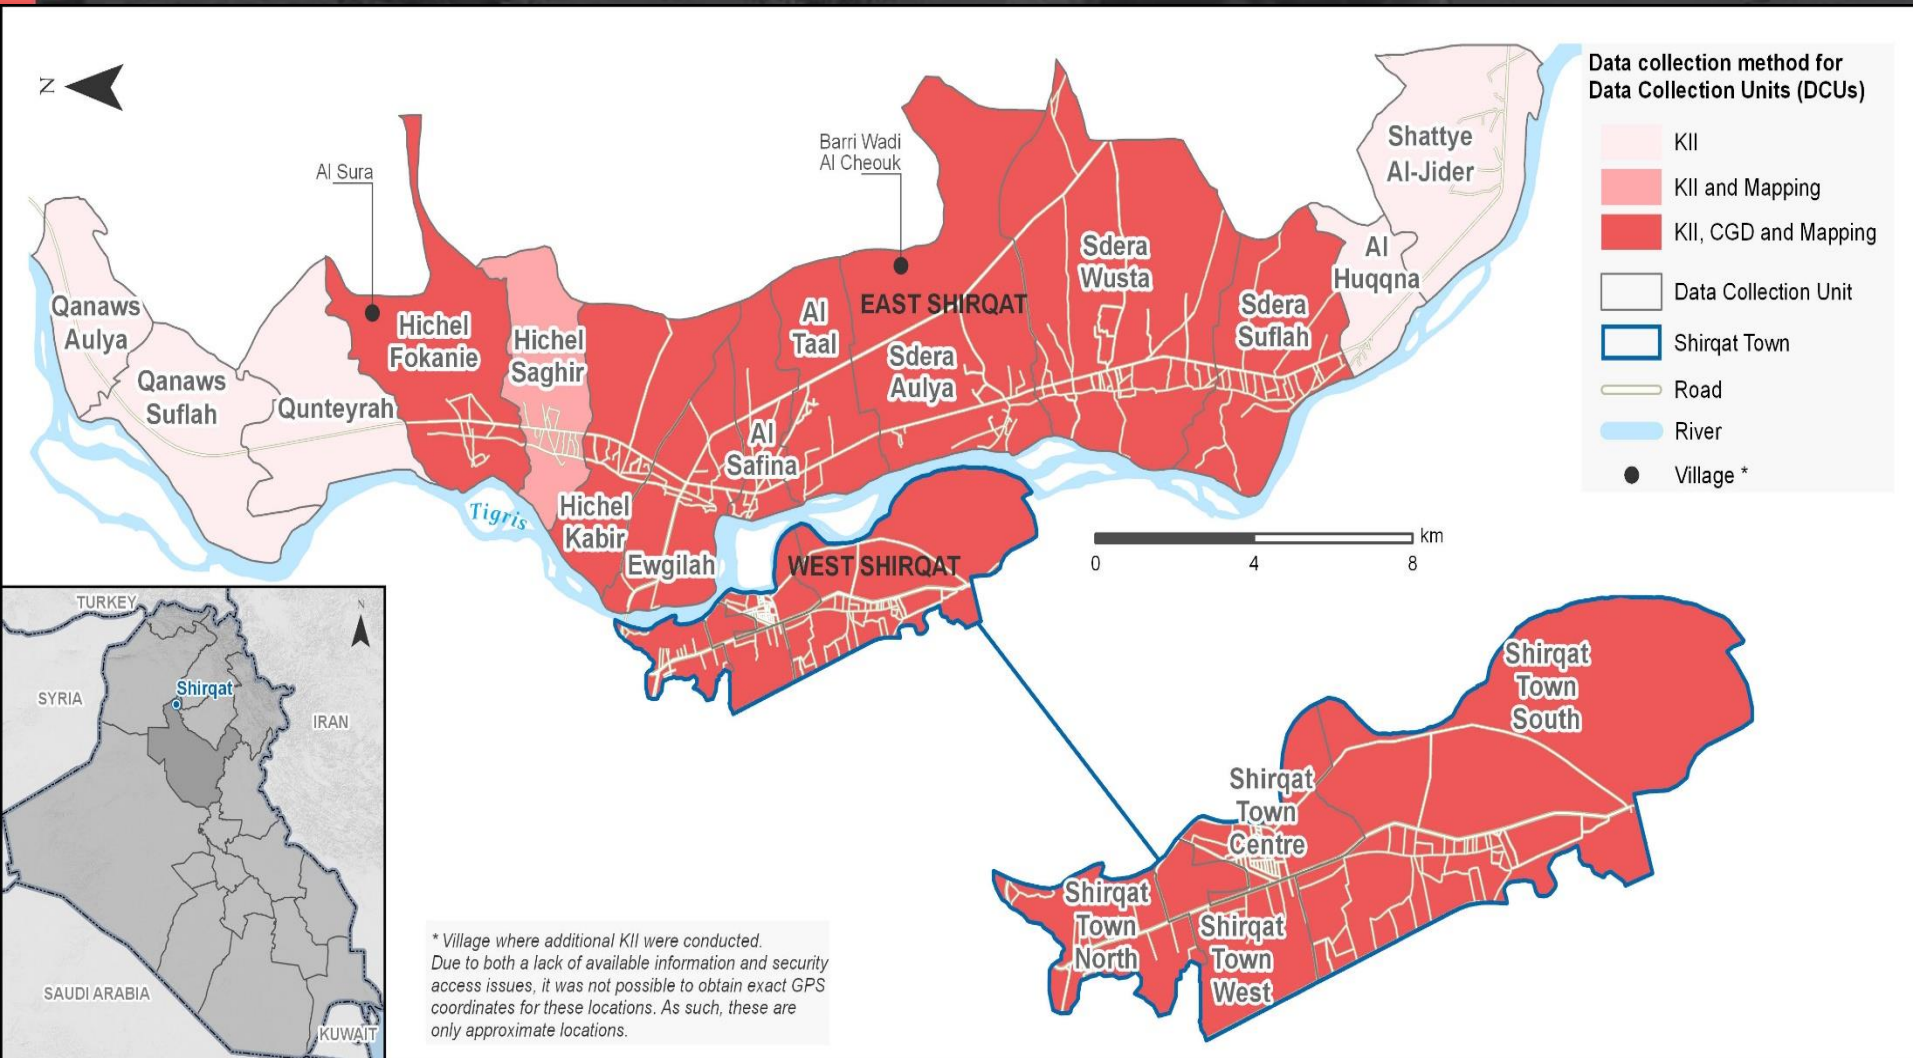 N
Al Sura
Barri Wadi
Al Cheouk
Qanaws
Aulya
Qanaws
Suflah
Qunteyrah
Hichel
Fokanie
Hichel
Saghir
Hichel
Kabir
Ewgilah
Al
Safina
Al
Taal
EAST SHIRQAT
Sdera
Aulya
Sdera
Wusta
Sdera
Suflah
Al
Huqqna
Shattye
Al-Jider
Tigris
WEST SHIRQAT
Data collection method for
Data Collection Units (DCUs)
KII
KII and Mapping
KII, CGD and Mapping
Data Collection Unit
Shirqat Town
Road
River
Village *
km
0 4 8
Shirqat
Town
South
Shirqat
Town
Centre
Shirqat
Town
North
Shirqat
Town
West
TURKEY
N
SYRIA
Shirqat
IRAN
SAUDI ARABIA
KUWAIT
* Village where additional KII were conducted.
Due to both a lack of available information and security
access issues, it was not possible to obtain exact GPS
coordinates for these locations. As such, these are
only approximate locations.